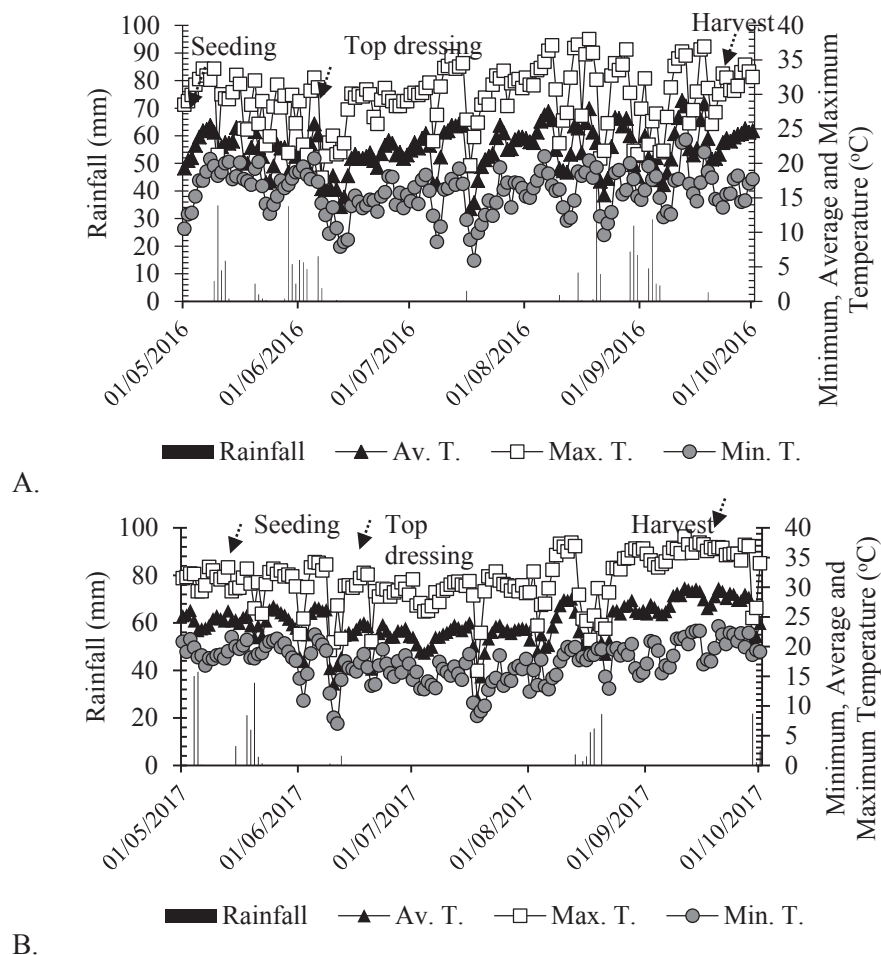 Seeding
Top dressing
Harvest
100
90
80
70
60
50
40
30
20
10
0
Rainfall (mm)
40
35
30
25
20
15
10
5
0
Minimum, Average and Maximum
Temperature (ºC)
01/05/2016
01/06/2016
01/07/2016
01/08/2016
01/09/2016
01/10/2016
Rainfall Av. T. Max. T. Min. T.
A.
Seeding
Top
dressing
Harvest
100
80
60
40
20
0
Rainfall (mm)
40
35
30
25
20
15
10
5
0
Minimum, Average and
Maximum Temperature (ºC)
01/05/2017
01/06/2017
01/07/2017
01/08/2017
01/09/2017
01/10/2017
Rainfall Av. T. Max. T. Min. T.
B.